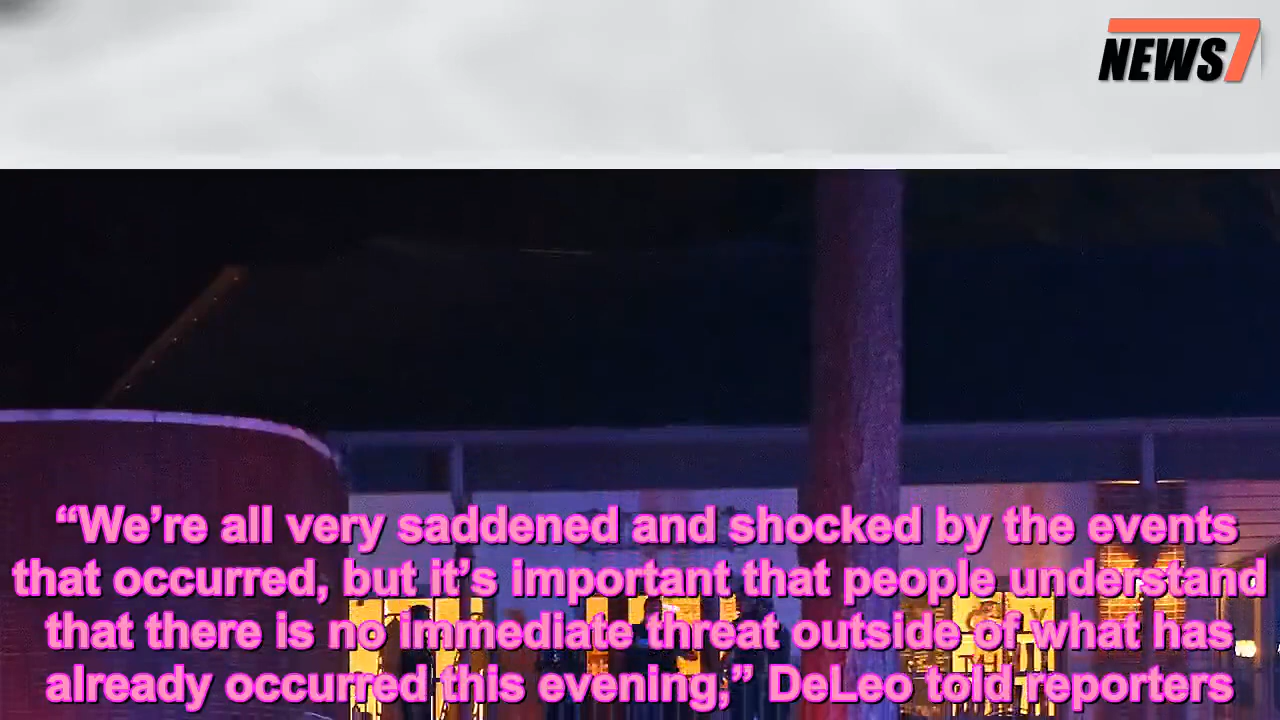 NEWS7
“We’re all very saddened and shocked by the events
that occurred, but it’s important that people understand
that there is no immediate threat outside of what has
already occurred this evening,” DeLeo told reporters